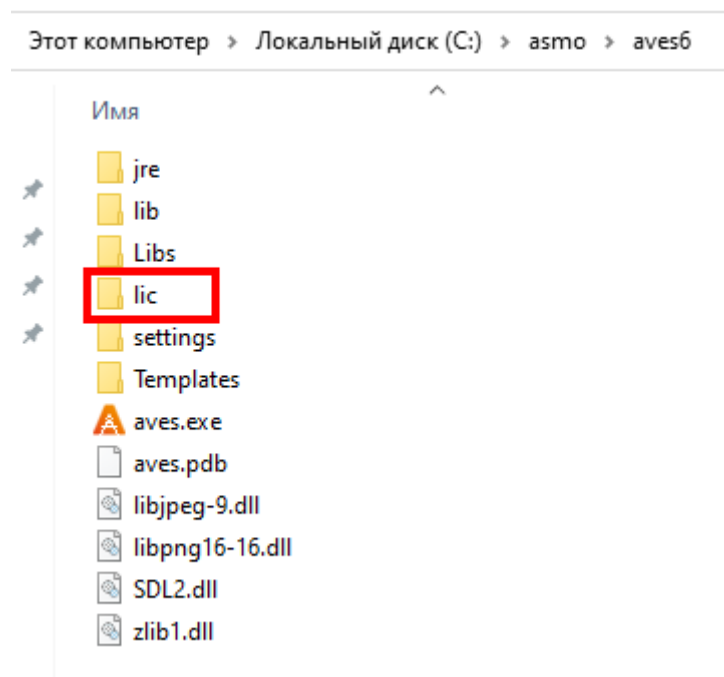 Этот компьютер > Локальный диск (C:) > asmo > aves6
Имя
jre
lib
Libs
lic
settings
Templates
aves.exe
aves.pdb
libjpeg-9.dll
libpng16-16.dll
SDL2.dll
zlib1.dll